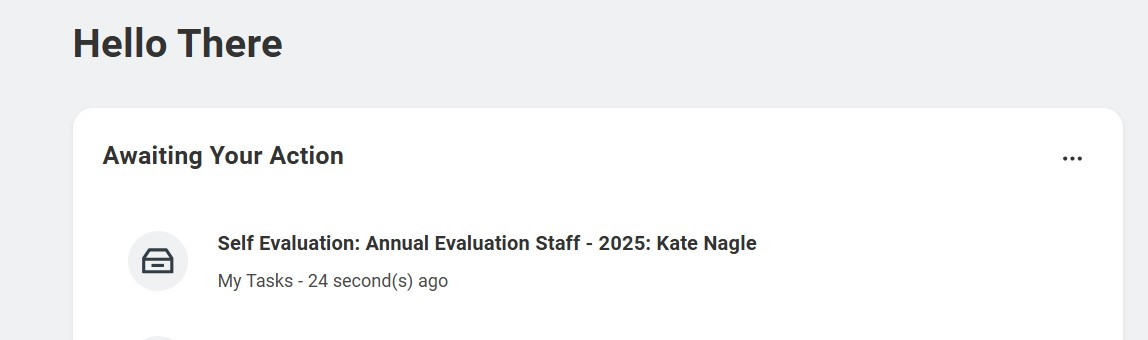 Hello There
Awaiting Your Action
Self Evaluation: Annual Evaluation Staff - 2025: Kate Nagle
My Tasks - 24 second(s) ago